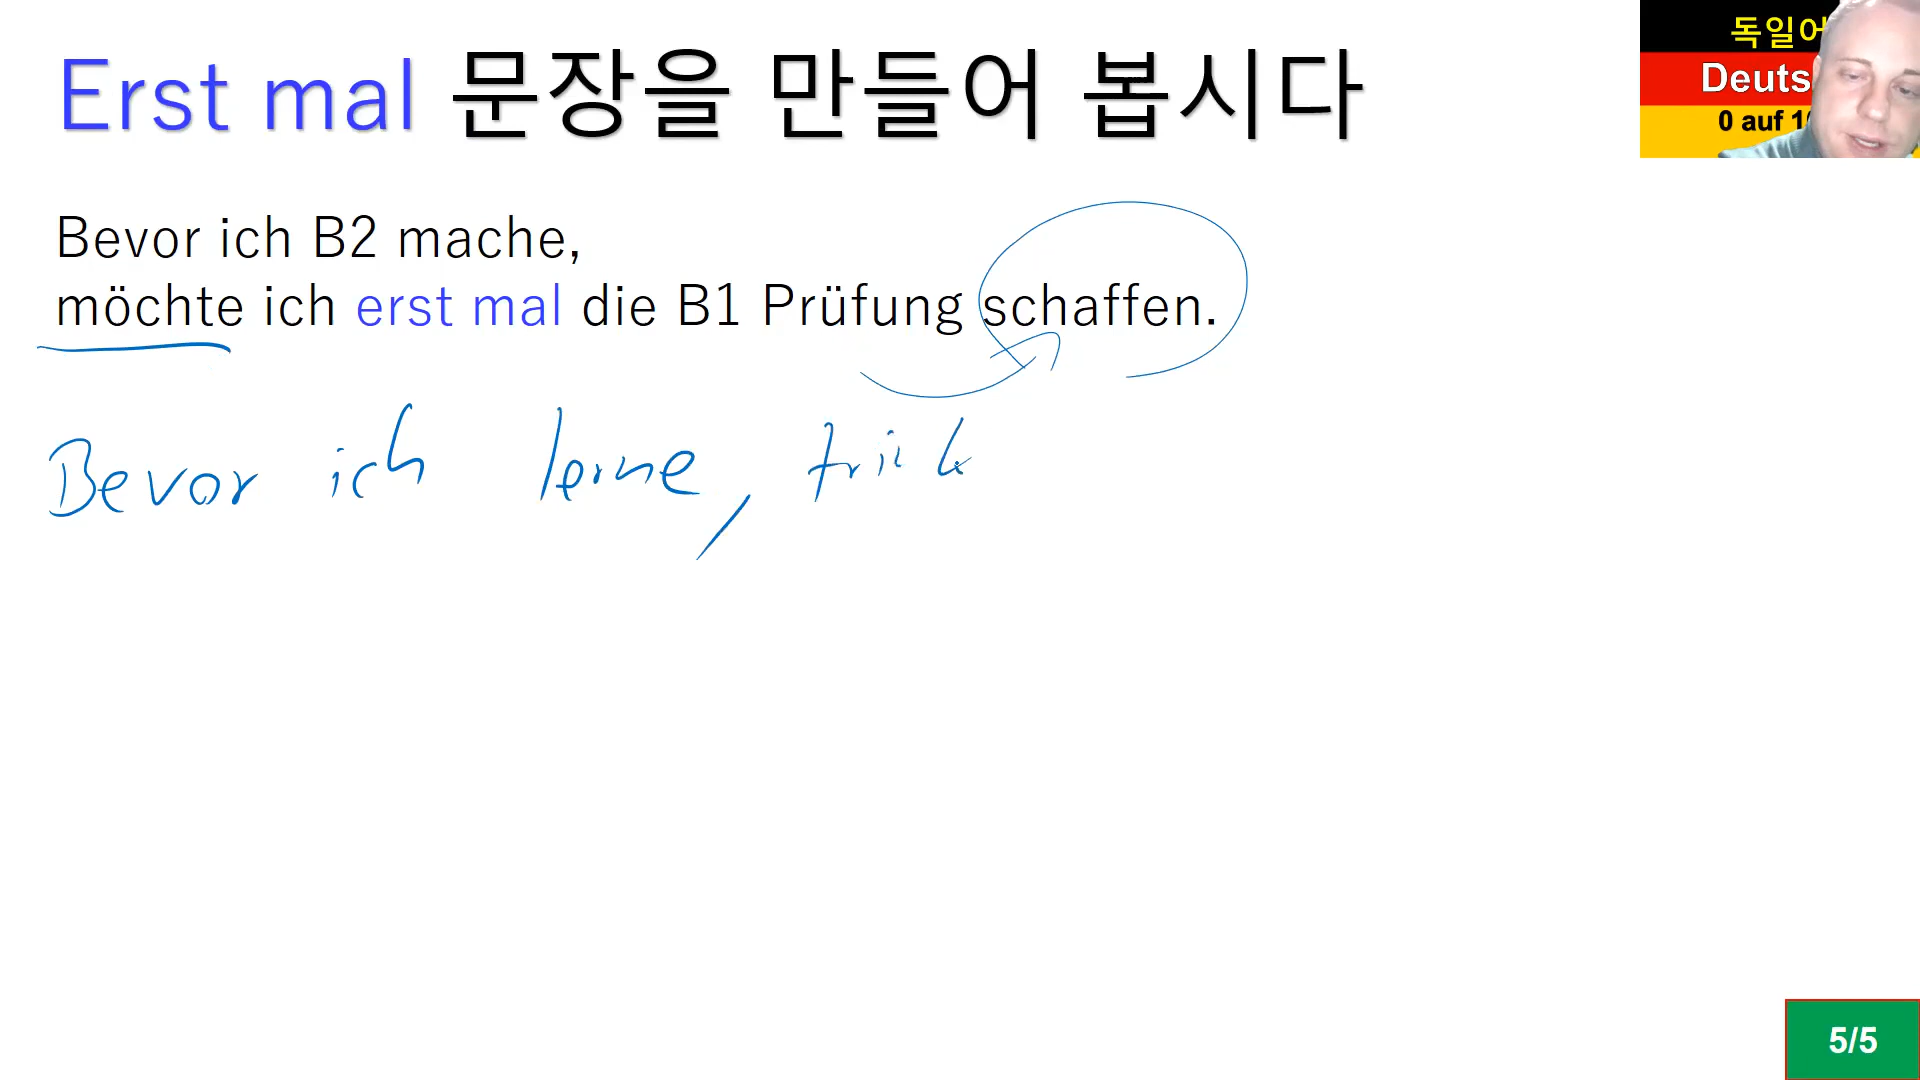 Erst mal 문장을 만들어 봅시다
독일어
Deuts
0 auf 1
Bevor ich B2 mache,
möchte ich erst mal die B1 Prüfung schaffen.
Bevor ich lerne,
5/5